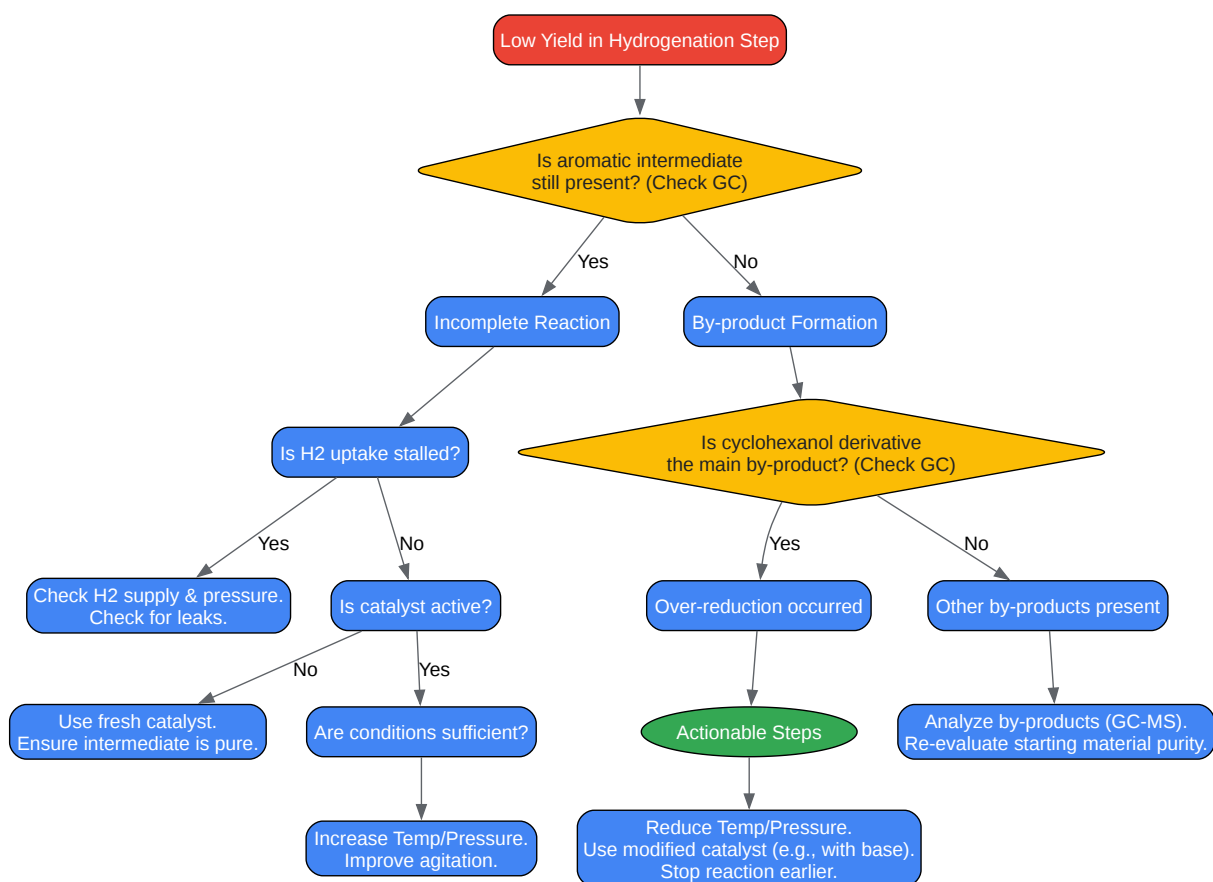 Low Yield in Hydrogenation Step
Is aromatic intermediate
still present? (Check GC)
Yes
No
Incomplete Reaction
By-product Formation
Is H2 uptake stalled?
Is cyclohexanol derivative
the main by-product? (Check GC)
Yes
No
Yes
No
Check H2 supply & pressure.
Check for leaks.
Is catalyst active?
Over-reduction occurred
Other by-products present
No
Yes
Use fresh catalyst.
Ensure intermediate is pure.
Are conditions sufficient?
Actionable Steps
Analyze by-products (GC-MS).
Re-evaluate starting material purity.
Increase Temp/Pressure.
Improve agitation.
Reduce Temp/Pressure.
Use modified catalyst (e.g., with base).
Stop reaction earlier.